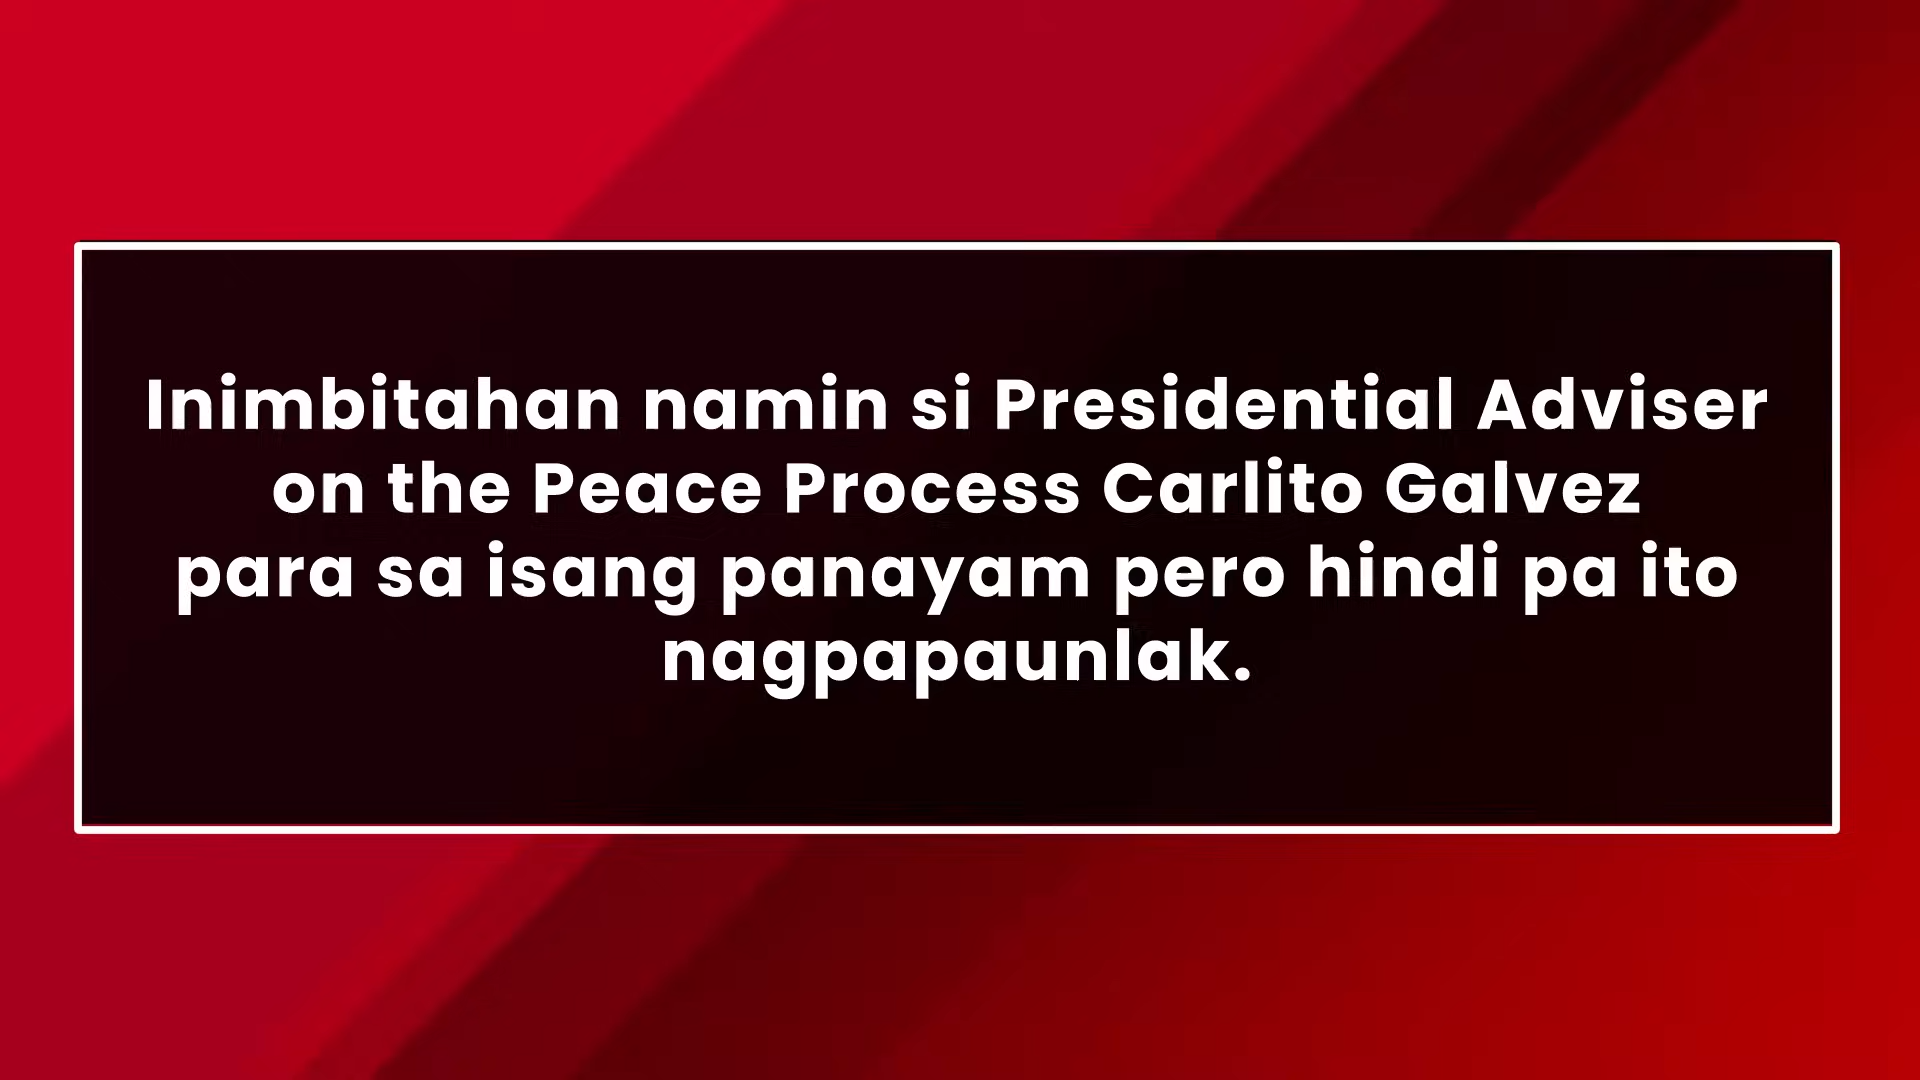 Inimbitahan namin si Presidential Adviser
on the Peace Process Carlito Galvez
para sa isang panayam pero hindi pa ito
nagpapaunlak.